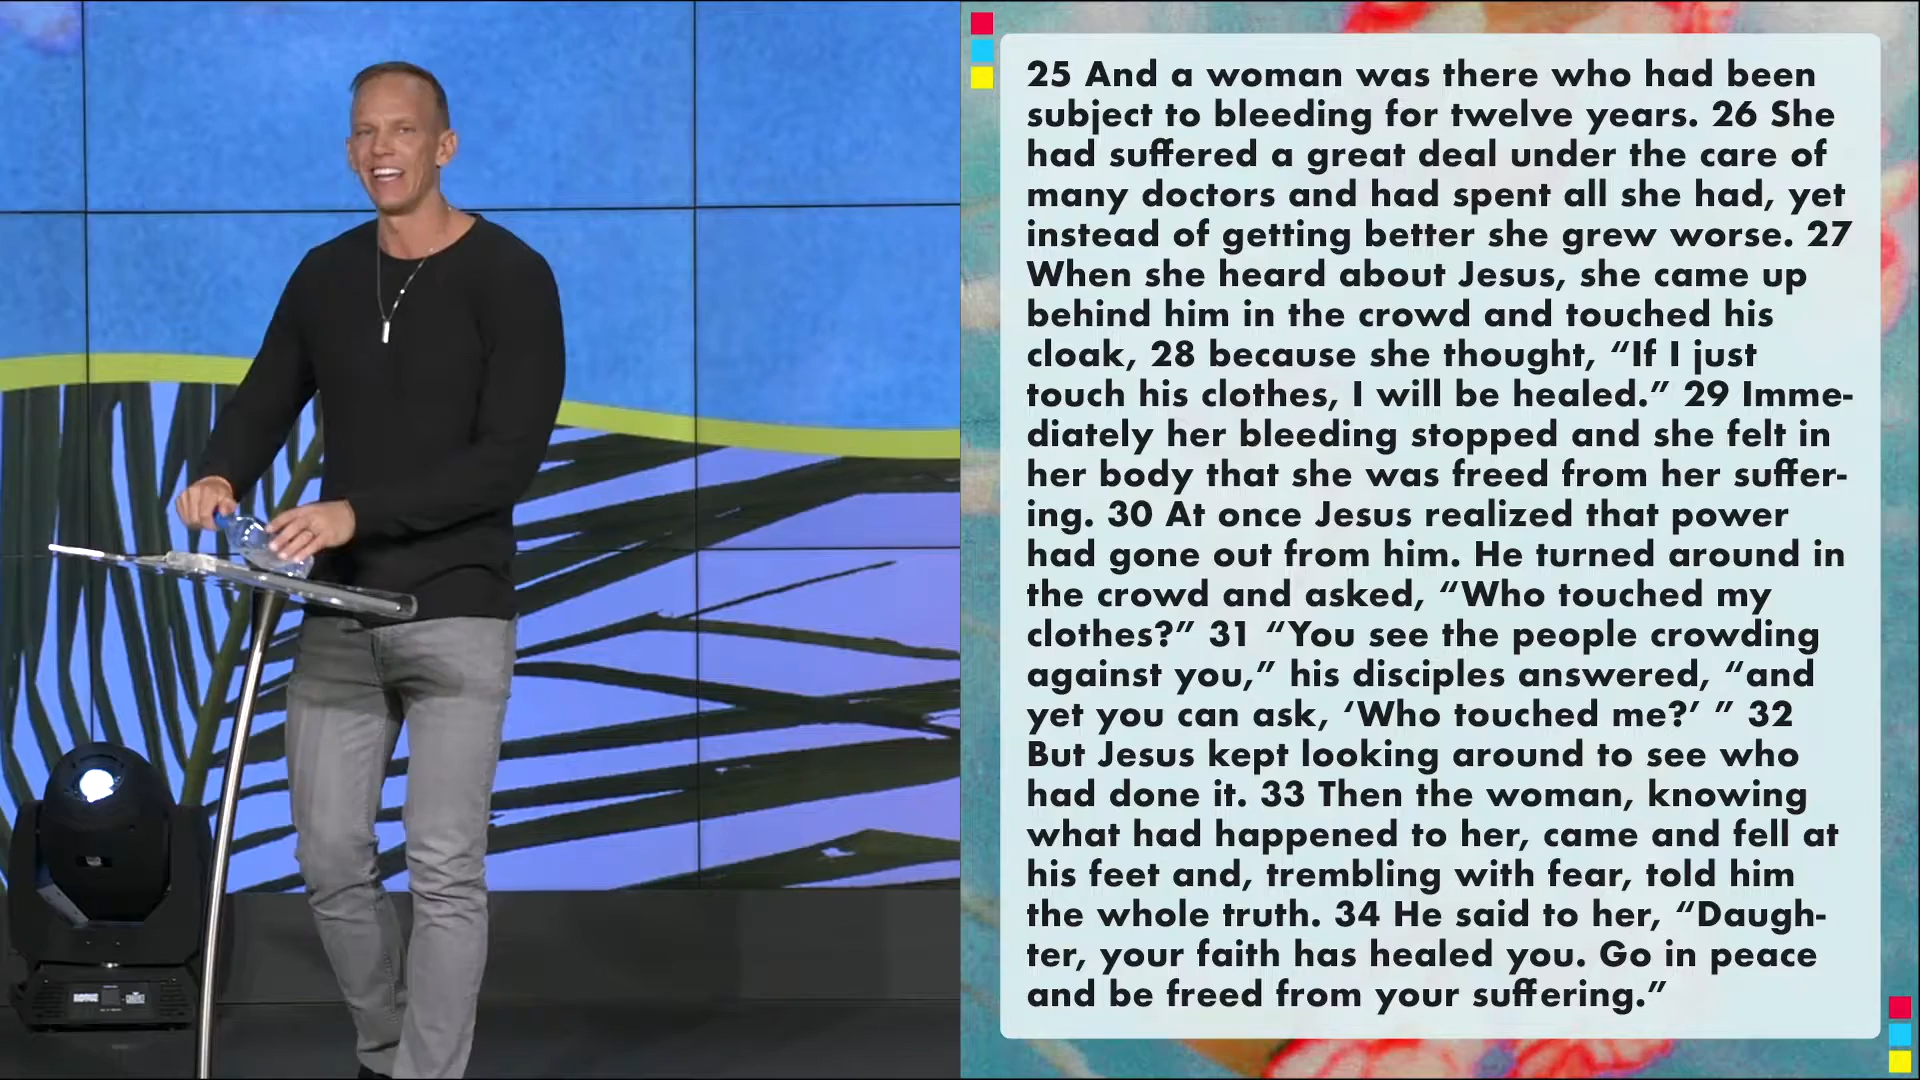 25 And a woman was there who had been
subject to bleeding for twelve years. 26 She
had suffered a great deal under the care of
many doctors and had spent all she had, yet
instead of getting better she grew worse. 27
When she heard about Jesus, she came up
behind him in the crowd and touched his
cloak, 28 because she thought, “If I just
touch his clothes, I will be healed.” 29 Imme-
diately her bleeding stopped and she felt in
her body that she was freed from her suffer-
ing. 30 At once Jesus realized that power
had gone out from him. He turned around in
the crowd and asked, “Who touched my
clothes?” 31 “You see the people crowding
against you,” his disciples answered, “and
yet you can ask, ‘Who touched me?’ ” 32
But Jesus kept looking around to see who
had done it. 33 Then the woman, knowing
what had happened to her, came and fell at
his feet and, trembling with fear, told him
the whole truth. 34 He said to her, “Daugh-
ter, your faith has healed you. Go in peace
and be freed from your suffering.”